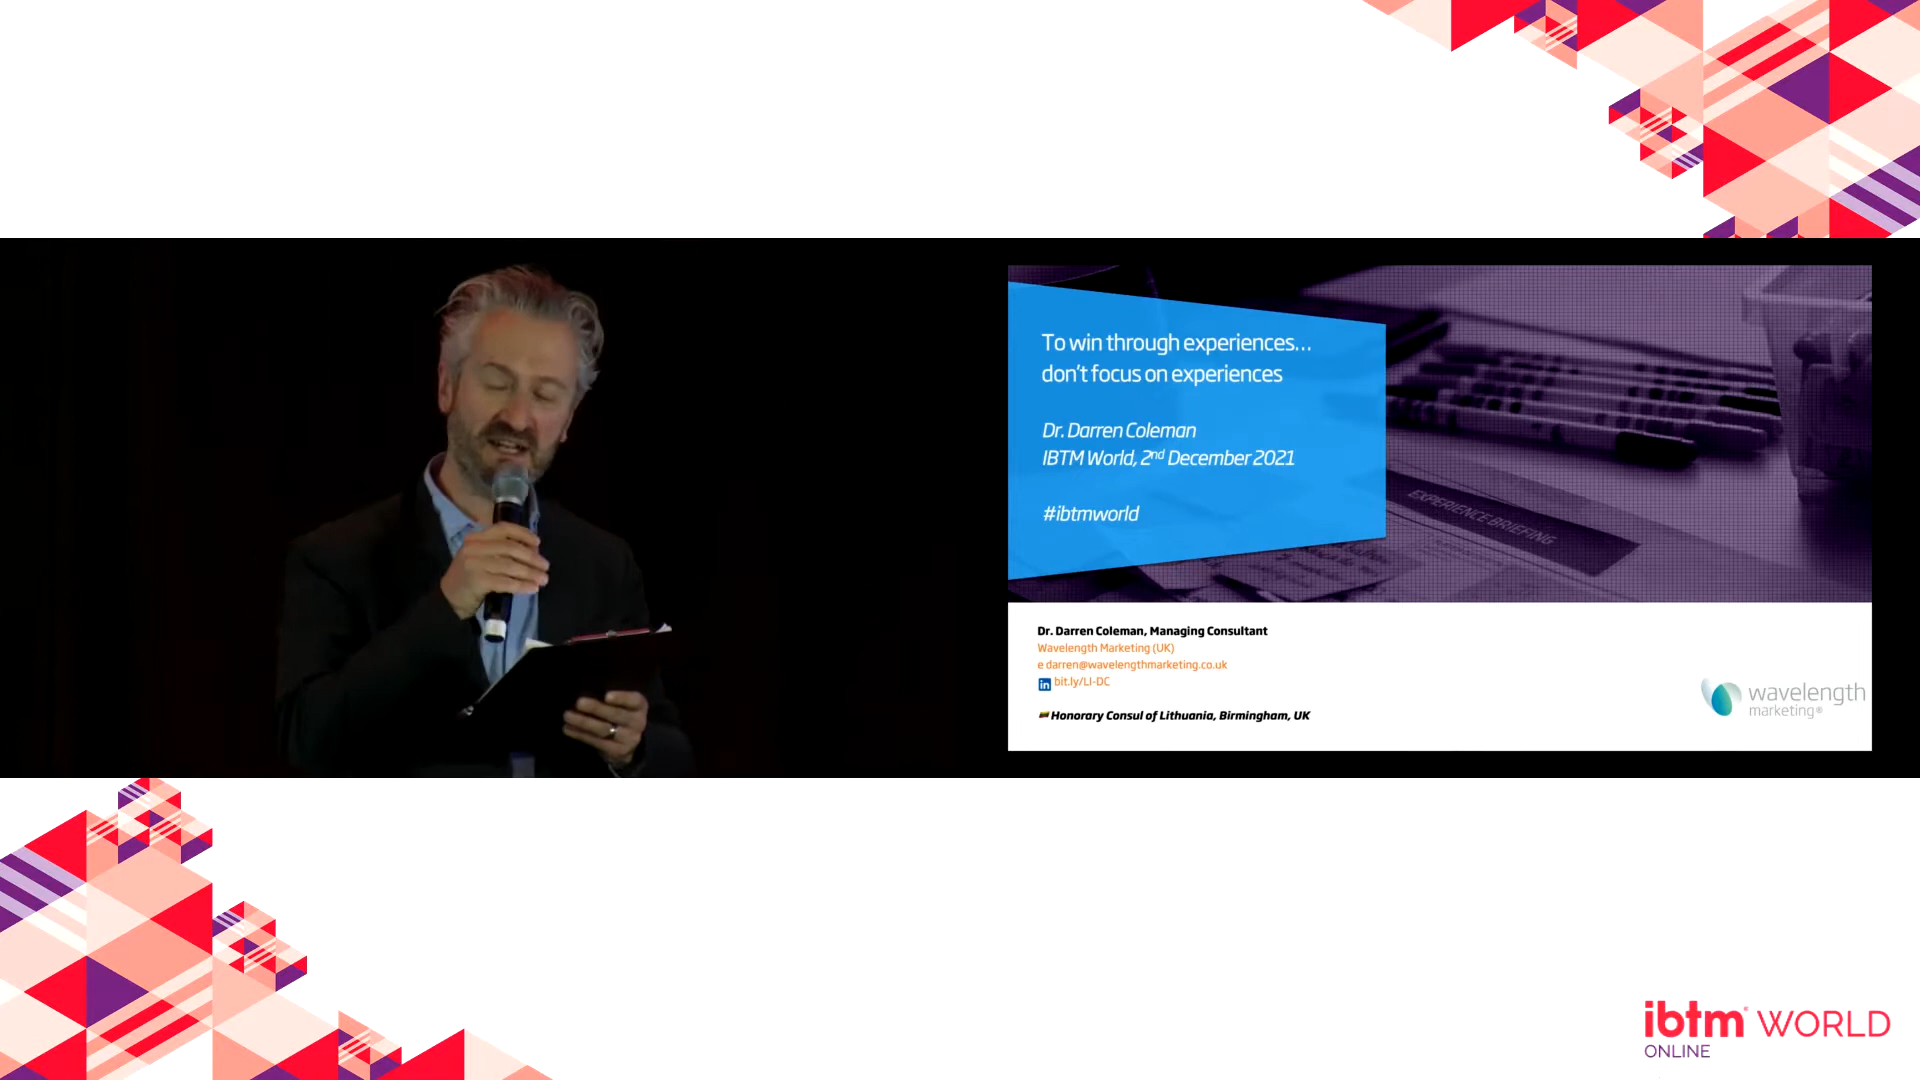 To win through experiences...
don't focus on experiences
Dr. Darren Coleman
IBTM World, 2nd December 2021
#ibtmworld
EXPERIENCE BRIEFING
Dr. Darren Coleman, Managing Consultant
Wavelength Marketing (UK)
e darren@wavelengthmarketing.co.uk
in bit.ly/LI-DC
Honorary Consul of Lithuania, Birmingham, UK
wavelength
marketing®
ibtm® WORLD
ONLINE